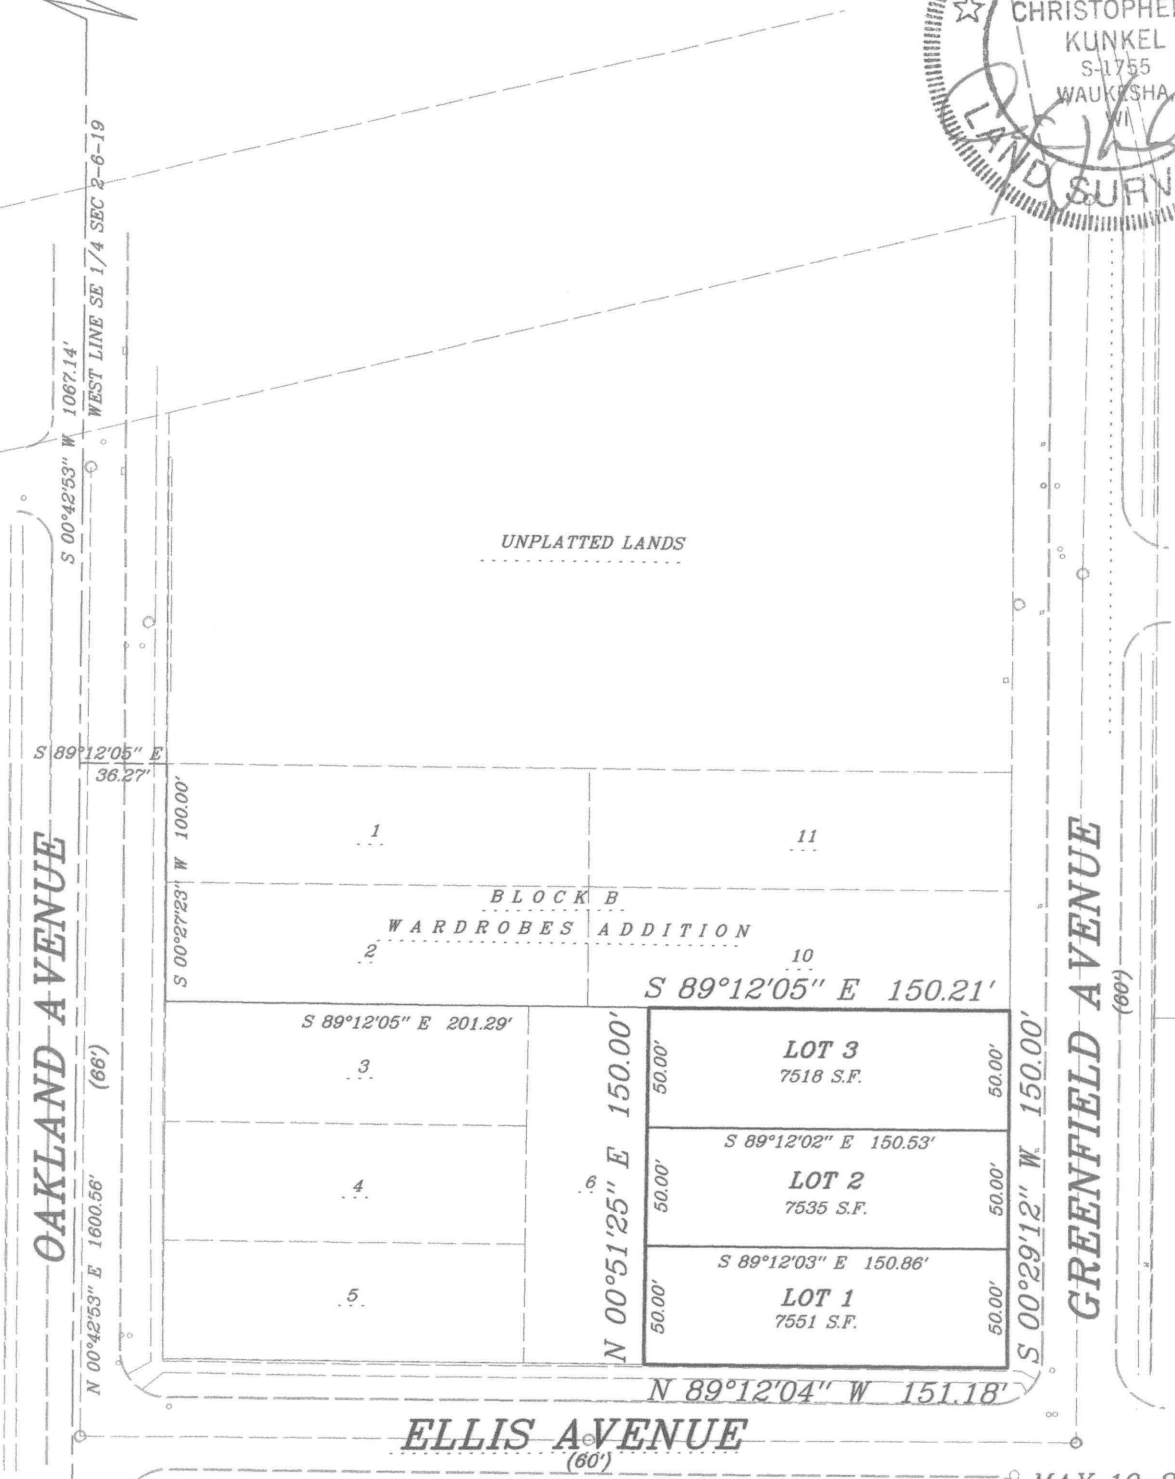 CHRISTOPHER
KUNKEL
S-1755
WAUKESHA,
WI
LAND SURV
WEST LINE SE 1/4 SEC 2-6-19
S 00°42'53" W 1067.14'
UNPLATTED LANDS
S 89°12'05" E
36.27'
S 00°27'23" W 100.00'
1
11
BLOCK B
WARDROBES ADDITION
2
10
S 89°12'05" E 150.21'
S 89°12'05" E 201.29'
3
4
5
6
OAKLAND AVENUE
(66')
N 00°42'53" E 1600.56'
N 00°51'25" E 150.00'
50.00'
LOT 3
7518 S.F.
50.00'
S 89°12'02" E 150.53'
50.00'
LOT 2
7535 S.F.
50.00'
S 89°12'03" E 150.86'
50.00'
LOT 1
7551 S.F.
50.00'
S 00°29'12" W 150.00'
GREENFIELD AVENUE
(60')
N 89°12'04" W 151.18'
ELLIS AVENUE
(60')